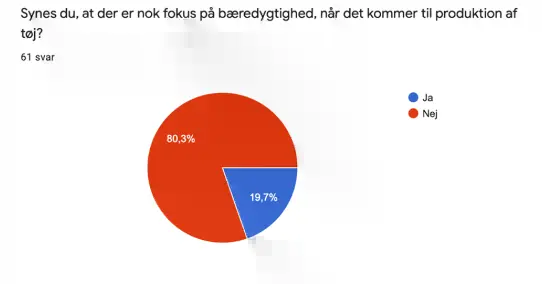 Synes du, at der er nok fokus på bæredygtighed, når det kommer til produktion af
tøj?
61 svar
Ja
Nej
80,3%
19,7%